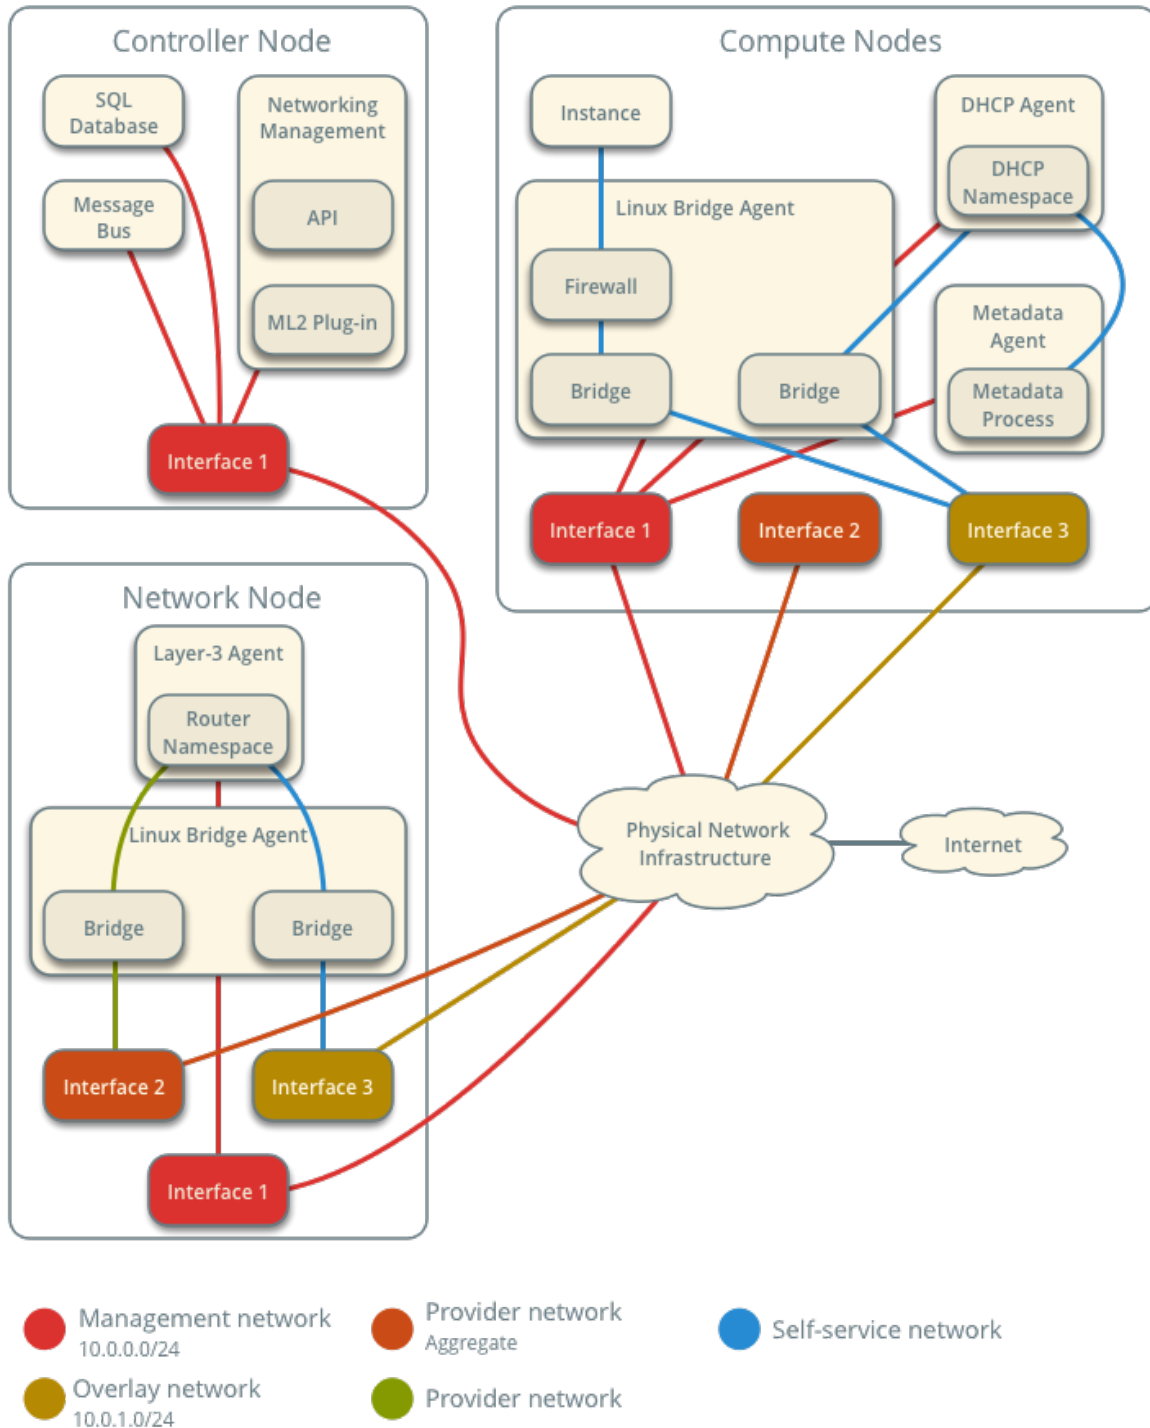 Controller Node
SQL
Database
Networking
Management
Message
Bus
API
ML2 Plug-in
Interface 1
Compute Nodes
Instance
DHCP Agent
DHCP
Namespace
Linux Bridge Agent
Firewall
Metadata
Agent
Bridge
Bridge
Metadata
Process
Interface 1
Interface 2
Interface 3
Network Node
Layer-3 Agent
Router
Namespace
Linux Bridge Agent
Bridge
Bridge
Interface 2
Interface 3
Interface 1
Physical Network
Infrastructure
Internet
Management network
10.0.0.0/24
Provider network
Aggregate
Self-service network
Overlay network
10.0.1.0/24
Provider network